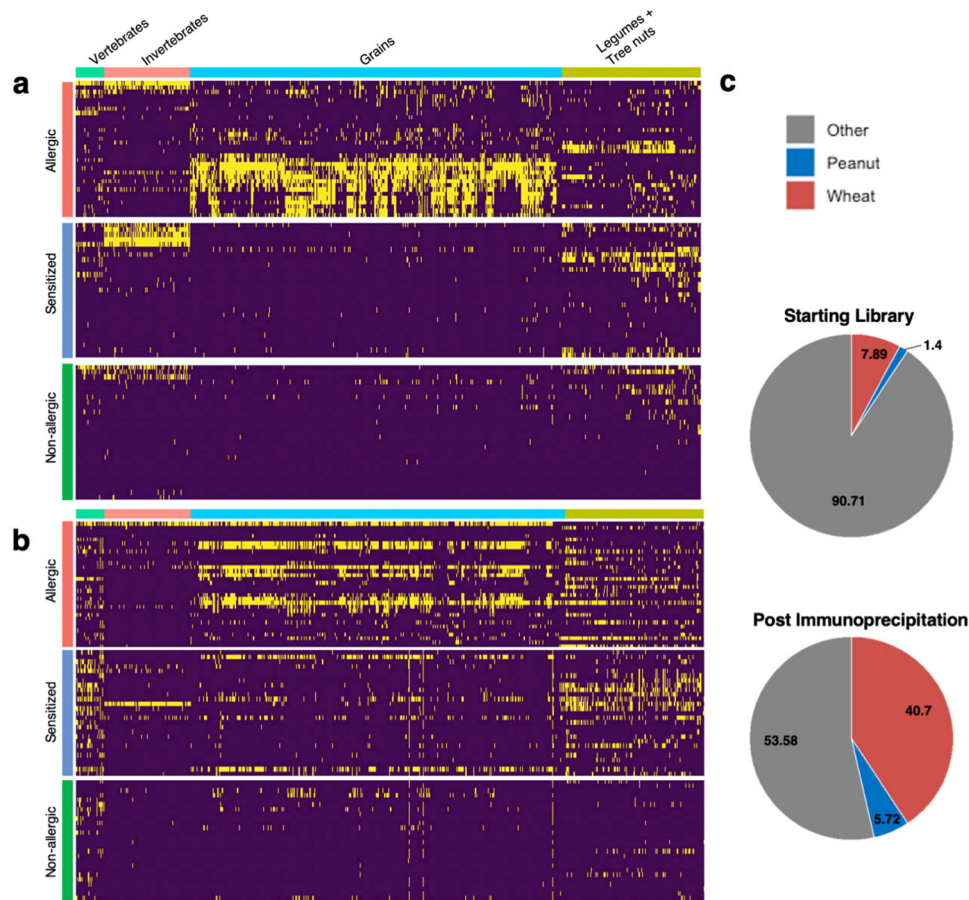 Vertebrates
Invertebrates
Grains
Legumes +
Tree nuts
a
Allergic
Sensitized
Non-allergic
b
Allergic
Sensitized
Non-allergic
c
Other
Peanut
Wheat
Starting Library
7.89
1.4
90.71
Post Immunoprecipitation
40.7
53.58
5.72